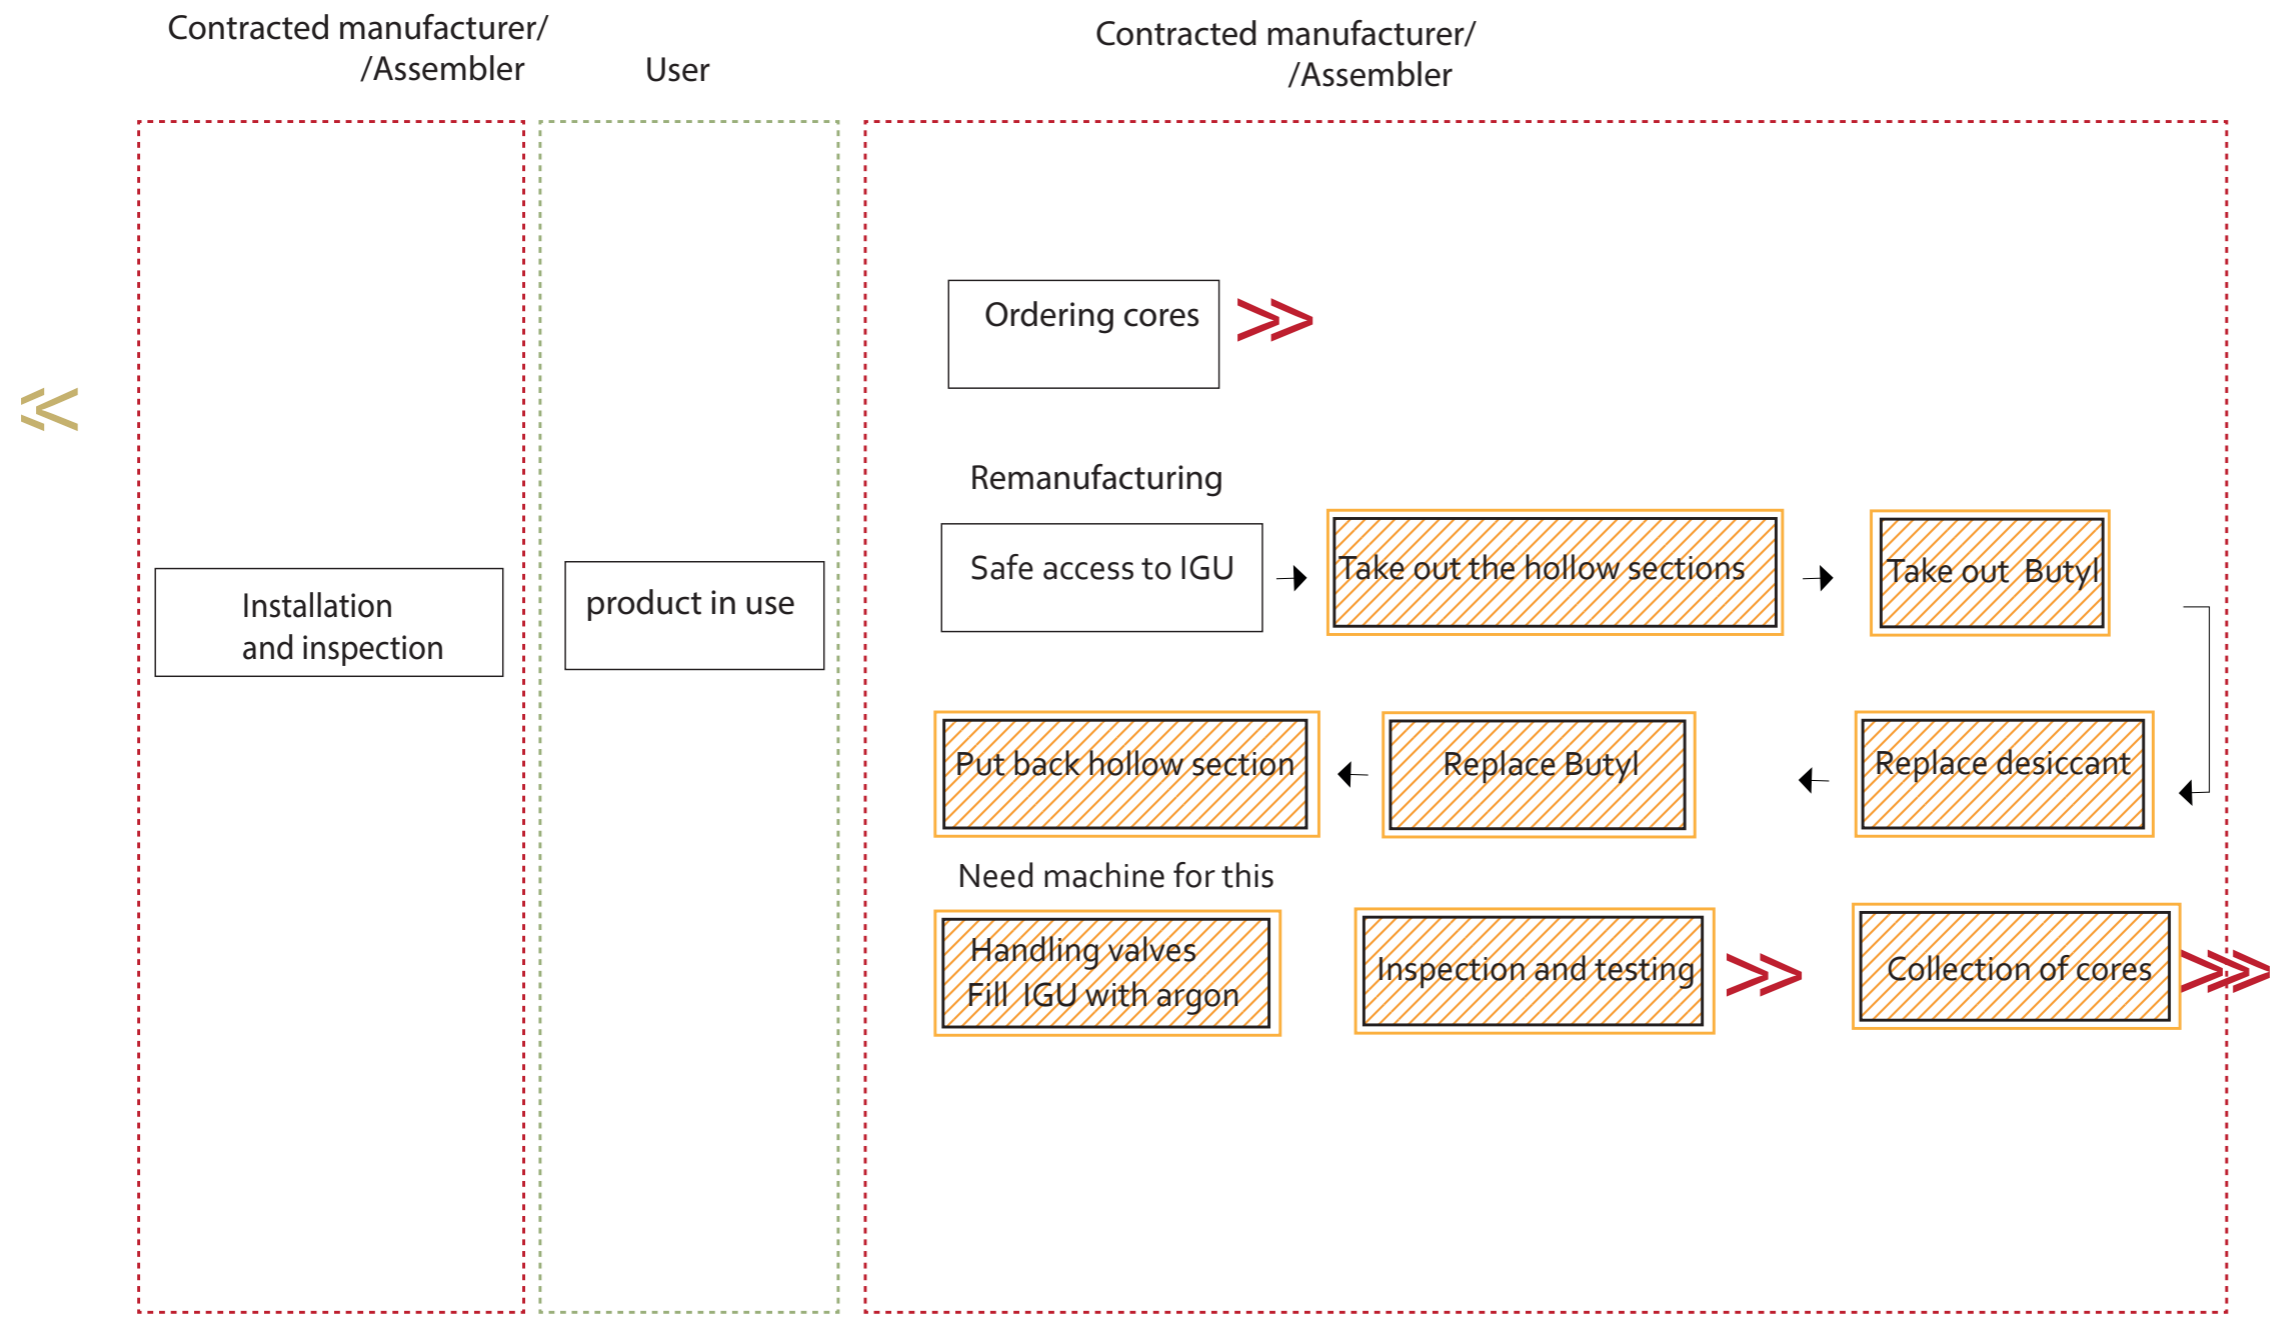 Contracted manufacturer/
/Assembler
User
Contracted manufacturer/
/Assembler
Ordering cores
Remanufacturing
Safe access to IGU
Take out the hollow sections
Take out Butyl
Installation
and inspection
product in use
Put back hollow section
Replace Butyl
Replace desiccant
Need machine for this
Handling valves
Fill IGU with argon
Inspection and testing
Collection of cores